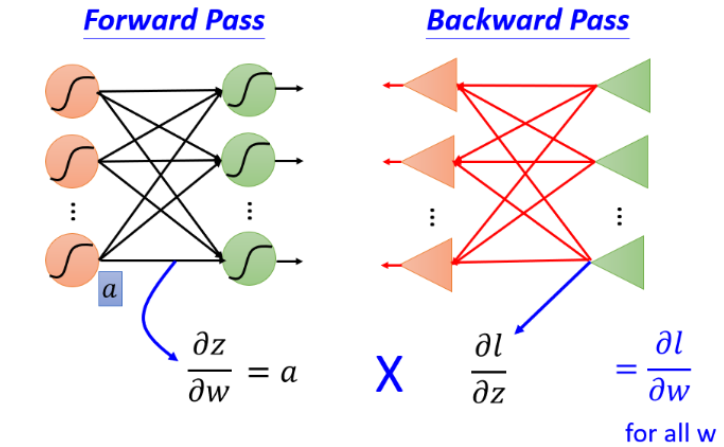 Forward Pass
Backward Pass
⋮ ⋮ ⋮ ⋮
a
∂z/∂w = a X ∂l/∂z = ∂l/∂w
for all w